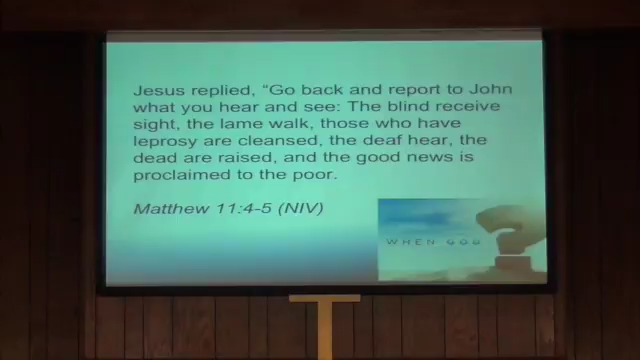 Jesus replied, “Go back and report to John
what you hear and see: The blind receive
sight, the lame walk, those who have
leprosy are cleansed, the deaf hear, the
dead are raised, and the good news is
proclaimed to the poor.
Matthew 11:4-5 (NIV)
WHEN GOD